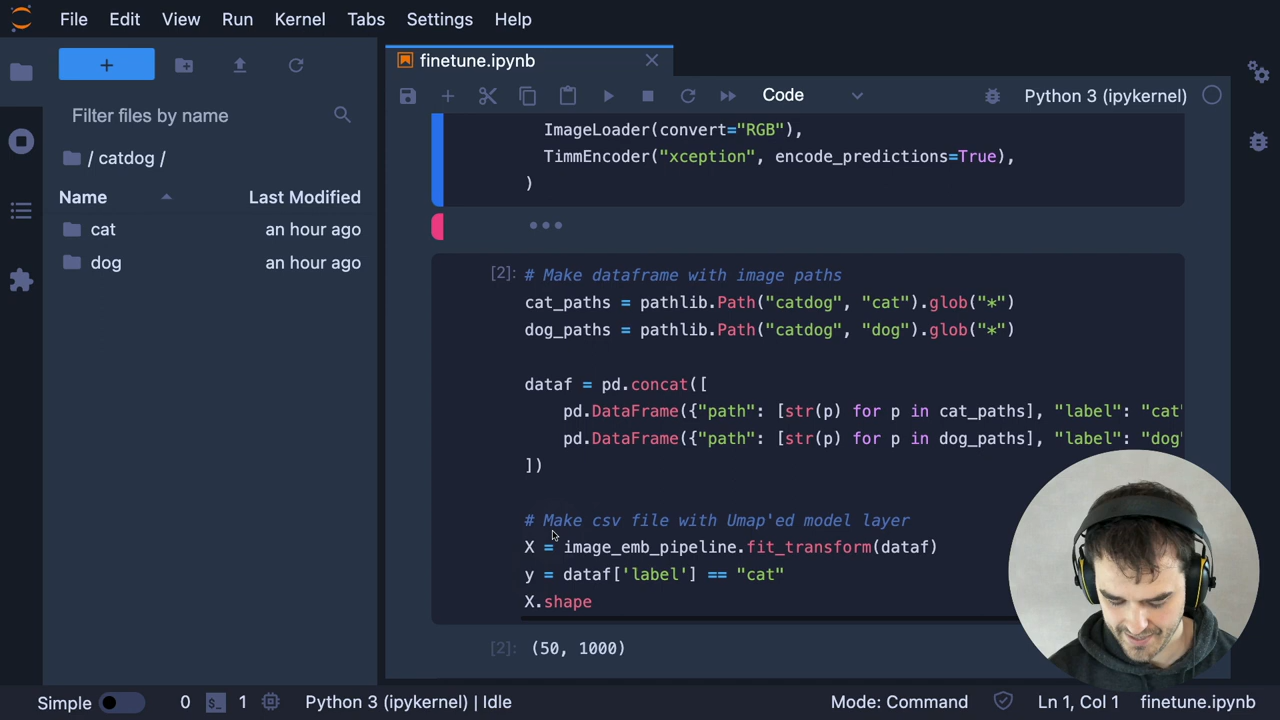 File Edit View Run Kernel Tabs Settings Help
+
Filter files by name
/ catdog /
Name Last Modified
cat an hour ago
dog an hour ago
finetune.ipynb
Code Python 3 (ipykernel)
ImageLoader(convert="RGB"),
TimmEncoder("xception", encode_predictions=True),
)
[2]: # Make dataframe with image paths
cat_paths = pathlib.Path("catdog", "cat").glob("*")
dog_paths = pathlib.Path("catdog", "dog").glob("*")
dataf = pd.concat([
pd.DataFrame({"path": [str(p) for p in cat_paths], "label": "cat"
pd.DataFrame({"path": [str(p) for p in dog_paths], "label": "dog"
])
# Make csv file with Umap'ed model layer
X = image_emb_pipeline.fit_transform(dataf)
y = dataf['label'] == "cat"
X.shape
[2]: (50, 1000)
Simple 0 $_ 1 Python 3 (ipykernel) | Idle Mode: Command Ln 1, Col 1 finetune.ipynb